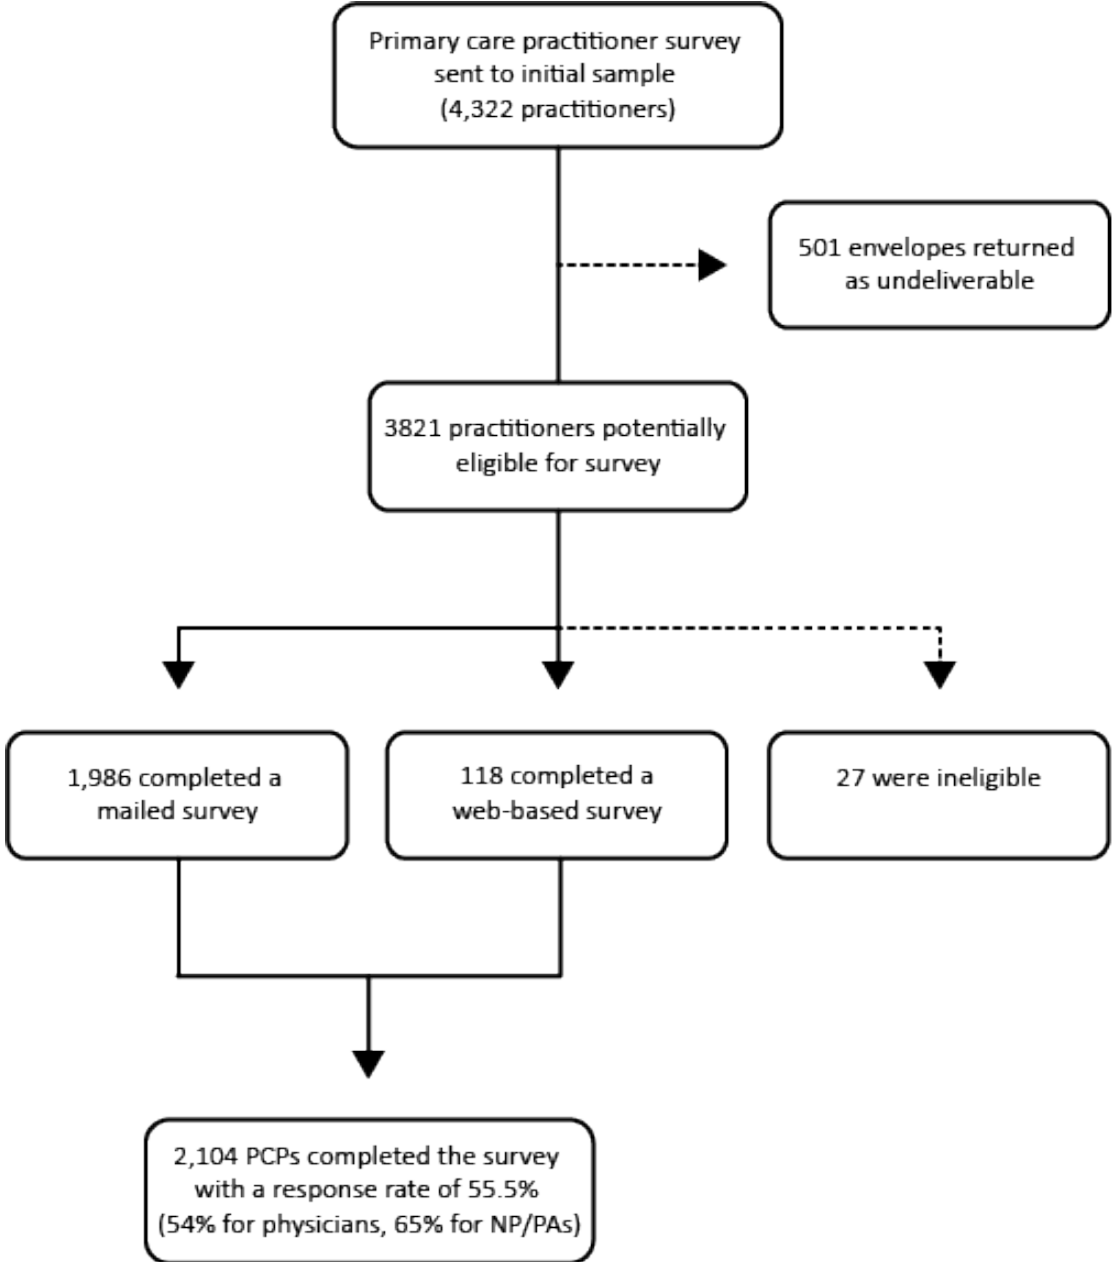 Primary care practitioner survey
sent to initial sample
(4,322 practitioners)
501 envelopes returned
as undeliverable
3821 practitioners potentially
eligible for survey
1,986 completed a
mailed survey
118 completed a
web-based survey
27 were ineligible
2,104 PCPs completed the survey
with a response rate of 55.5%
(54% for physicians, 65% for NP/PAs)